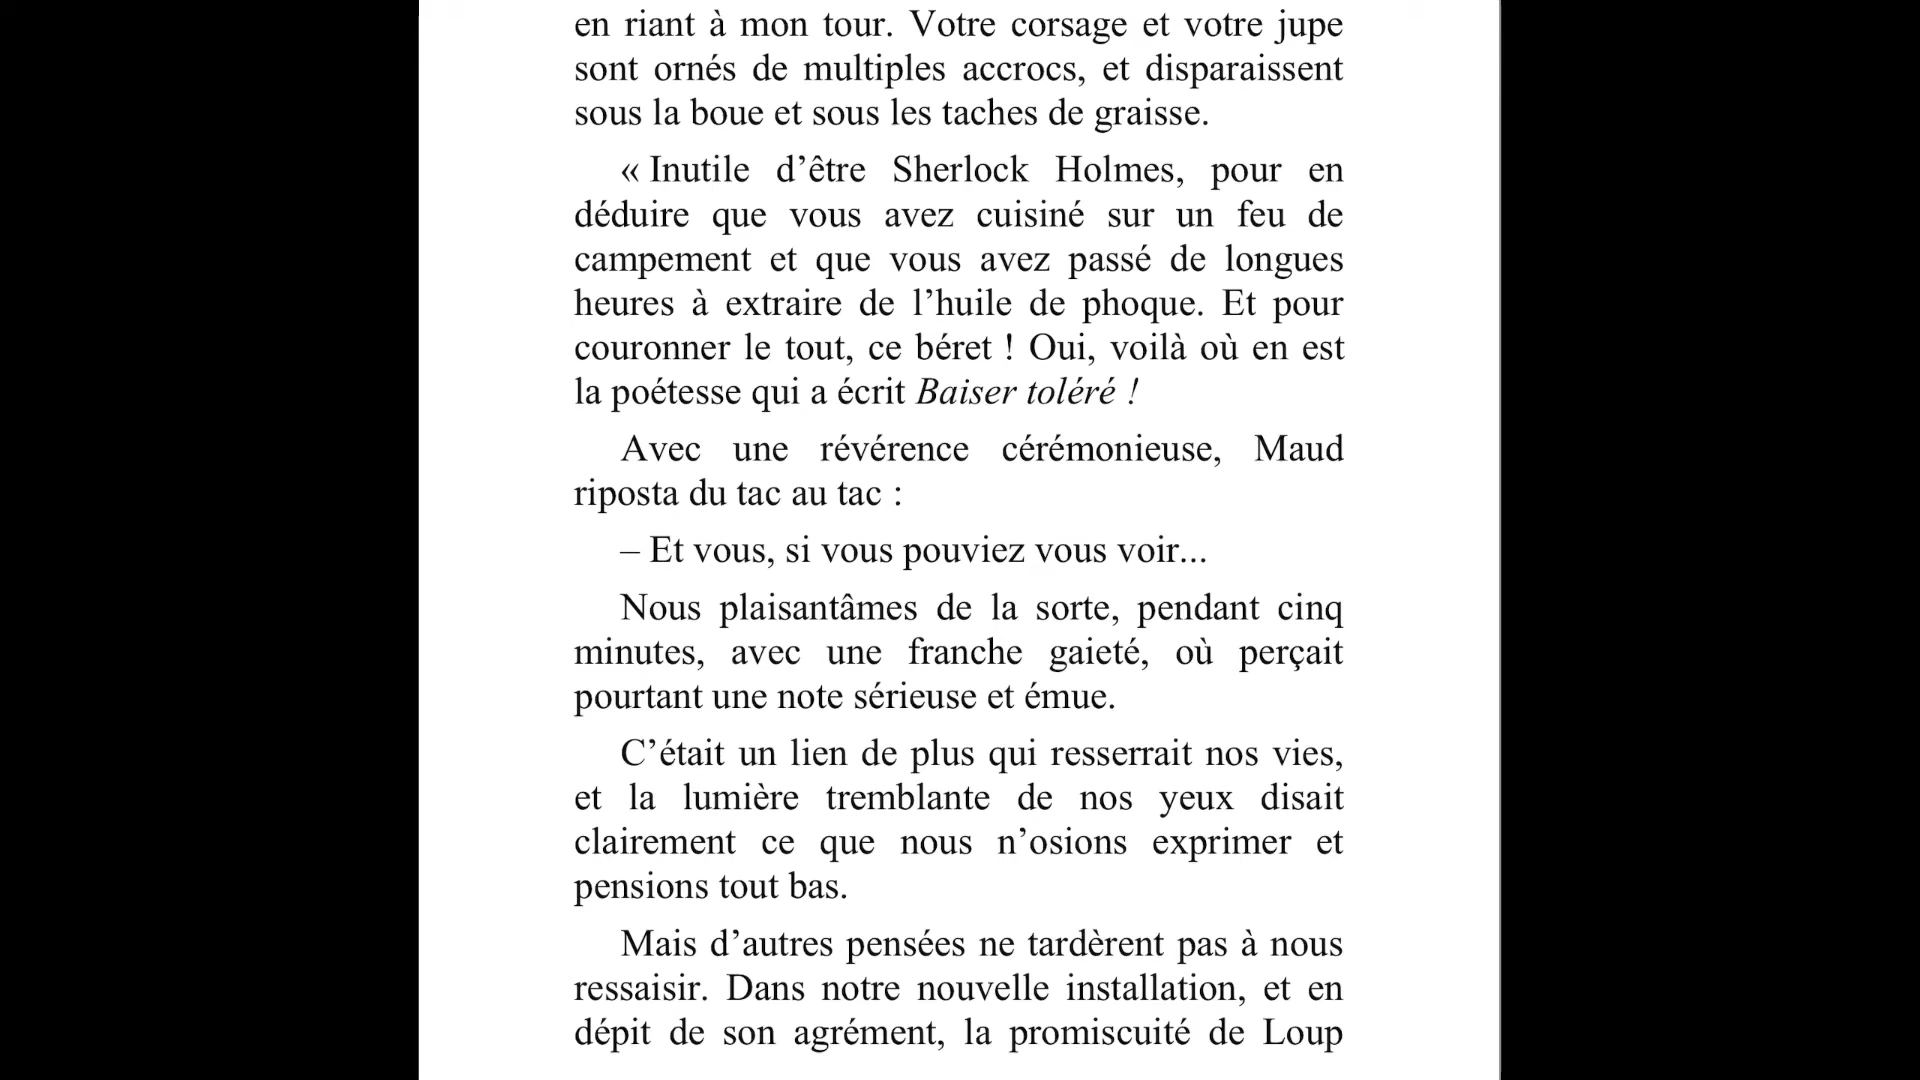 en riant à mon tour. Votre corsage et votre jupe
sont ornés de multiples accrocs, et disparaissent
sous la boue et sous les taches de graisse.
« Inutile d’être Sherlock Holmes, pour en
déduire que vous avez cuisiné sur un feu de
campement et que vous avez passé de longues
heures à extraire de l’huile de phoque. Et pour
couronner le tout, ce béret ! Oui, voilà où en est
la poétesse qui a écrit Baiser toléré !
Avec une révérence cérémonieuse, Maud
riposta du tac au tac :
– Et vous, si vous pouviez vous voir...
Nous plaisantâmes de la sorte, pendant cinq
minutes, avec une franche gaieté, où perçait
pourtant une note sérieuse et émue.
C’était un lien de plus qui resserrait nos vies,
et la lumière tremblante de nos yeux disait
clairement ce que nous n’osions exprimer et
pensions tout bas.
Mais d’autres pensées ne tardèrent pas à nous
ressaisir. Dans notre nouvelle installation, et en
dépit de son agrément, la promiscuité de Loup